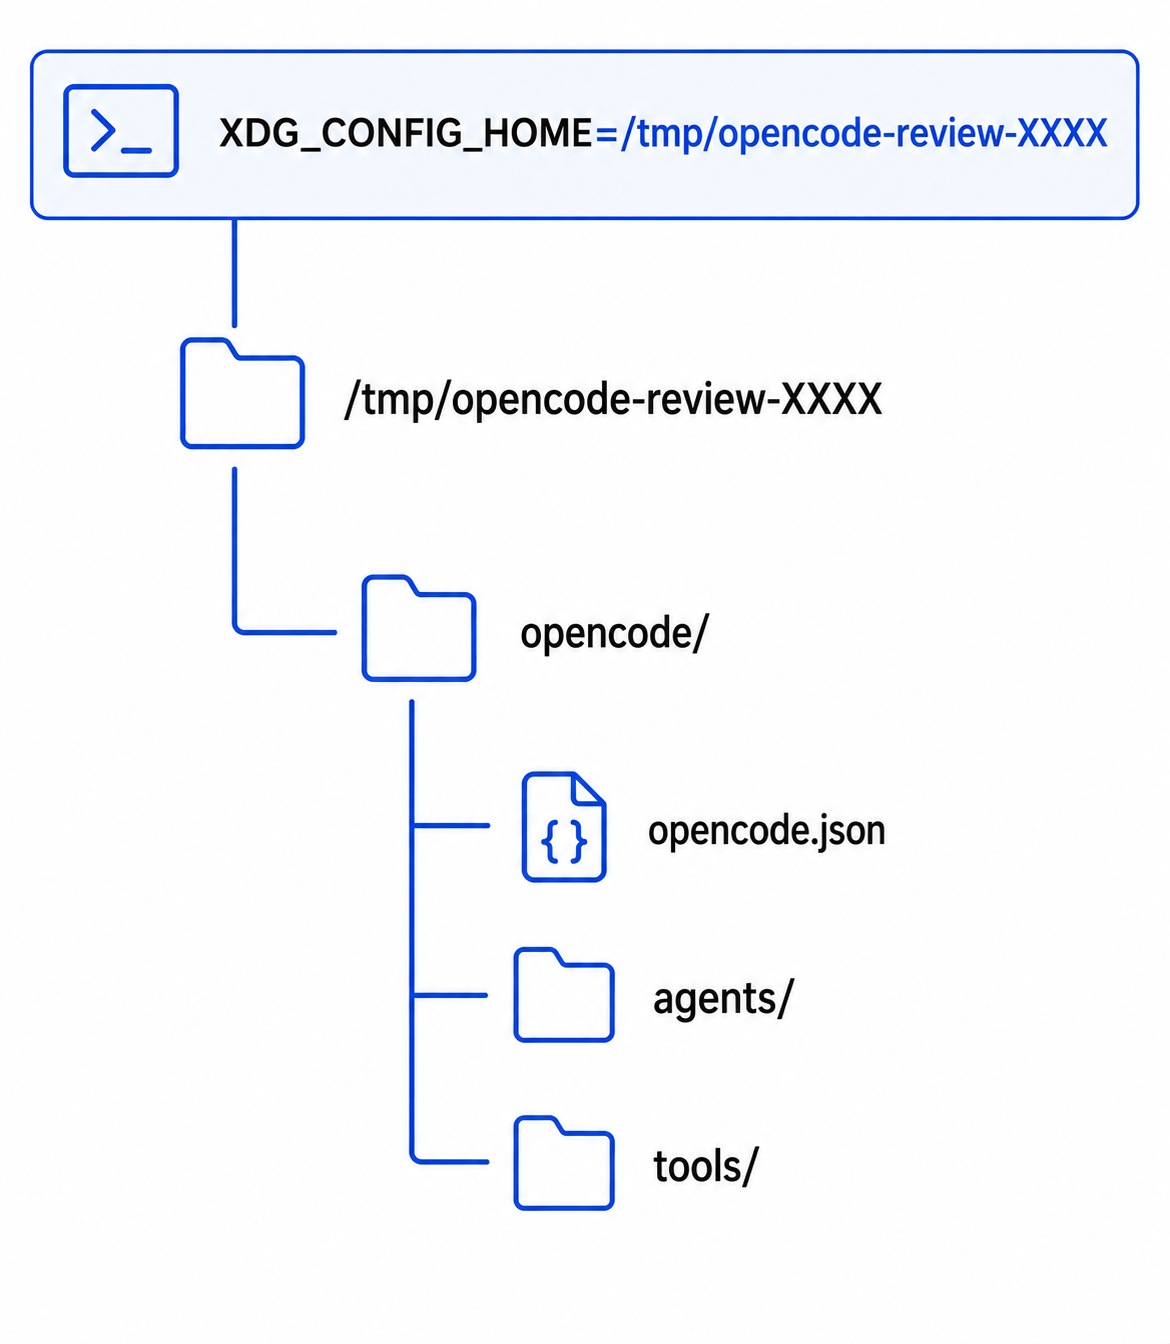 XDG_CONFIG_HOME=/tmp/opencode-review-XXXX
/tmp/opencode-review-XXXX
opencode/
{ }
opencode.json
agents/
tools/